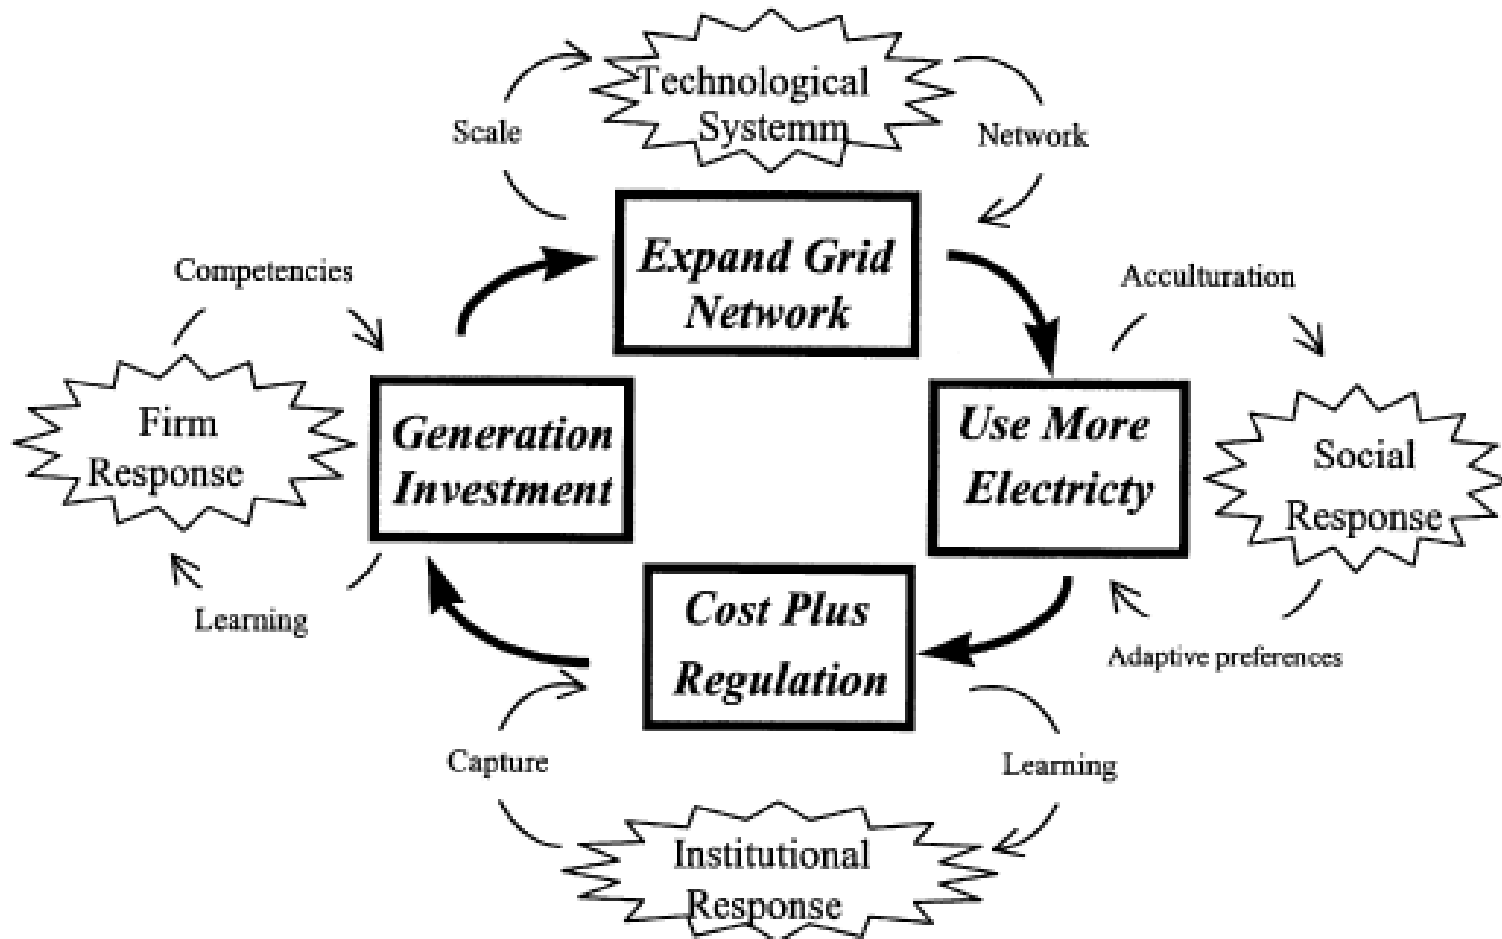 Technological
Systemm
Scale
Network
Expand Grid
Network
Competencies
Acculturation
Firm
Response
Generation
Investment
Use More
Electricty
Social
Response
Learning
Cost Plus
Regulation
Adaptive preferences
Capture
Learning
Institutional
Response